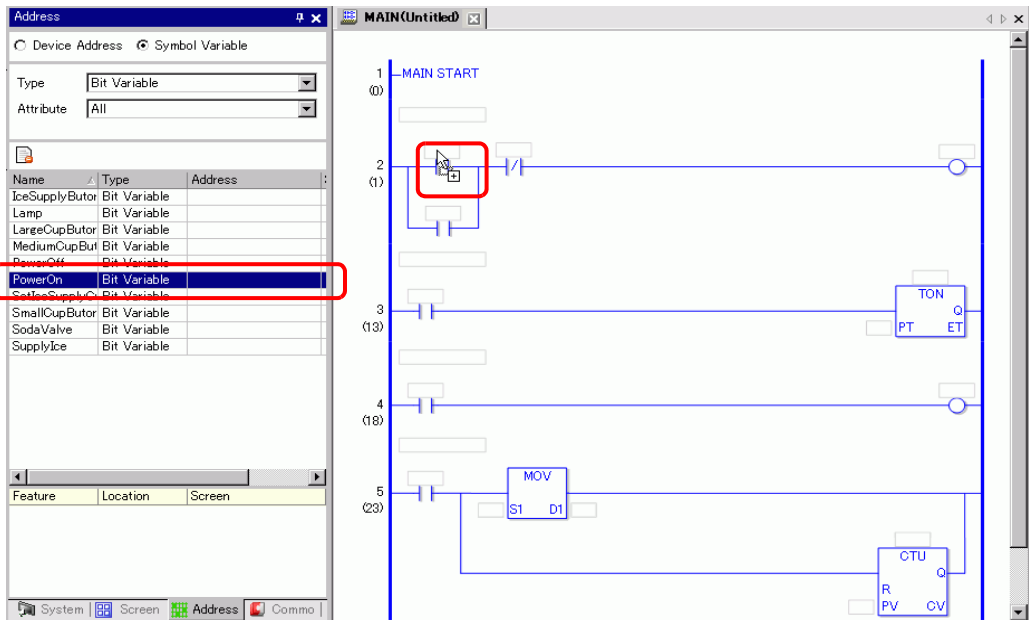 Address
Device Address Symbol Variable
Type Bit Variable
Attribute All
Name Type Address
IceSupplyButor Bit Variable
Lamp Bit Variable
LargeCupButor Bit Variable
MediumCupBut Bit Variable
PowerOff Bit Variable
PowerOn Bit Variable
SetIceSupplyC Bit Variable
SmallCupButor Bit Variable
SodaValve Bit Variable
SupplyIce Bit Variable
Feature Location Screen
System Screen Address Commo
MAIN(Untitled)
1 MAIN START
(0)
2
(1)
3
(13)
TON
Q
PT ET
4
(18)
5
(23)
MOV
S1 D1
CTU
Q
R
PV CV